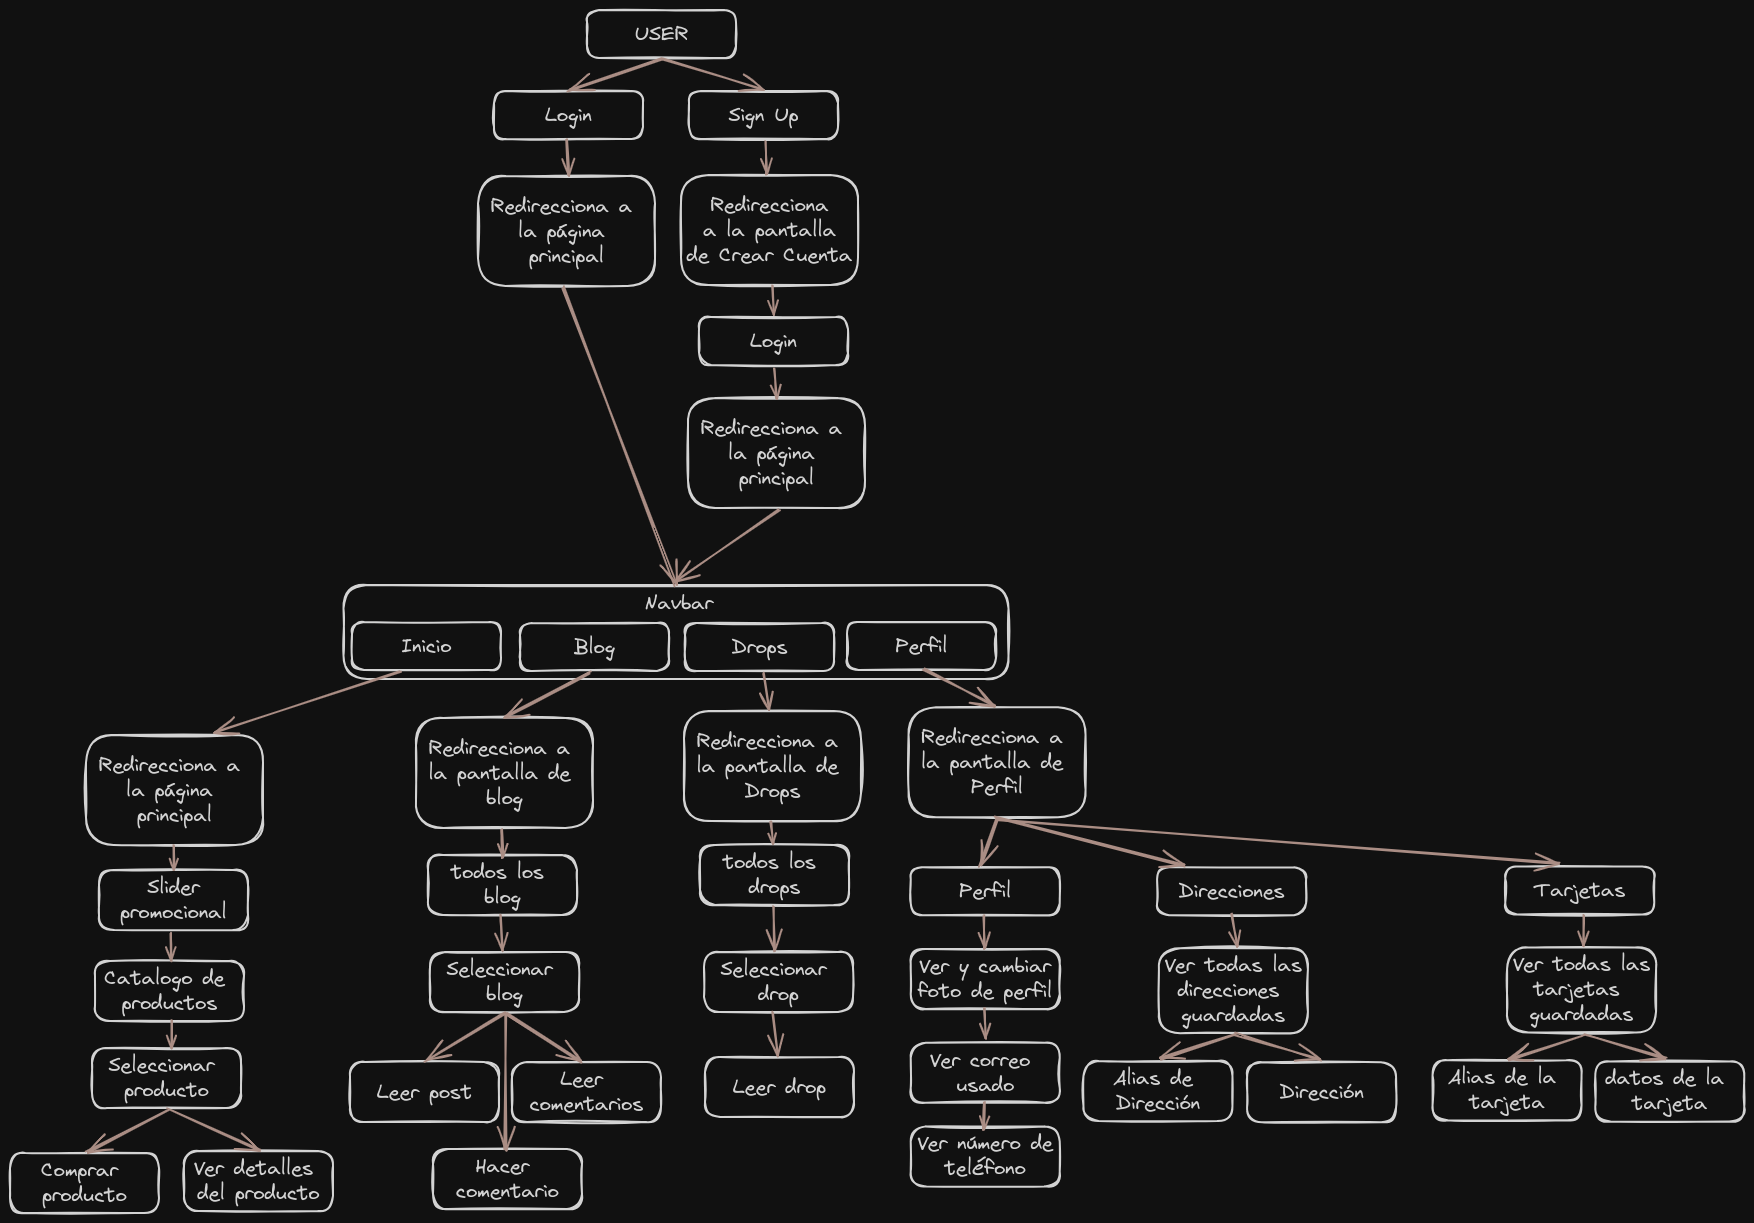 USER
Login
Sign Up
Redirecciona a
la página
principal
Redirecciona
a la pantalla
de Crear Cuenta
Login
Redirecciona a
la página
principal
Navbar
Inicio
Blog
Drops
Perfil
Redirecciona a
la página
principal
Slider
promocional
Catalogo de
productos
Seleccionar
producto
Comprar
producto
Ver detalles
del producto
Redirecciona a
la pantalla de
blog
todos los
blog
Seleccionar
blog
Leer post
Leer
comentarios
Hacer
comentario
Redirecciona a
la pantalla de
Drops
todos los
drops
Seleccionar
drop
Leer drop
Redirecciona a
la pantalla de
Perfil
Perfil
Ver y cambiar
foto de perfil
Ver correo
usado
Ver número de
teléfono
Direcciones
Ver todas las
direcciones
guardadas
Alias de
Dirección
Dirección
Tarjetas
Ver todas las
tarjetas
guardadas
Alias de la
tarjeta
datos de la
tarjeta